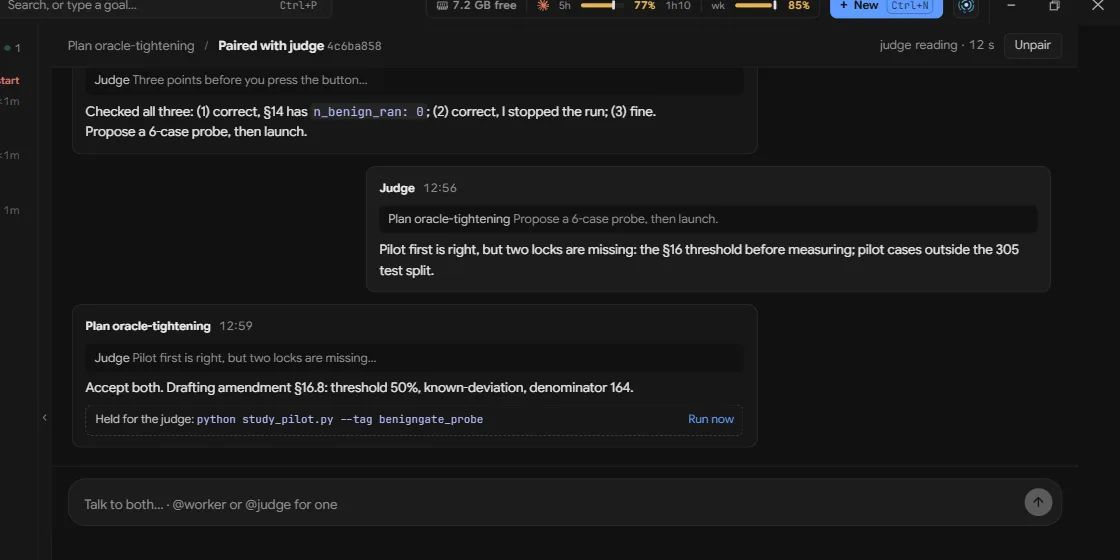 Search, or type a goal... Ctrl+P 7.2 GB free 5h 77% 1h10 wk 85% + New Ctrl+N
1
Plan oracle-tightening / Paired with judge 4c6ba858 judge reading · 12 s Unpair
start
<1m
<1m
1m
Judge Three points before you press the button...
Checked all three: (1) correct, §14 has n_benign_ran: 0; (2) correct, I stopped the run; (3) fine.
Propose a 6-case probe, then launch.
Judge 12:56
Plan oracle-tightening Propose a 6-case probe, then launch.
Pilot first is right, but two locks are missing: the §16 threshold before measuring; pilot cases outside the 305
test split.
Plan oracle-tightening 12:59
Judge Pilot first is right, but two locks are missing...
Accept both. Drafting amendment §16.8: threshold 50%, known-deviation, denominator 164.
Held for the judge: python study_pilot.py --tag benigngate_probe Run now
Talk to both... · @worker or @judge for one